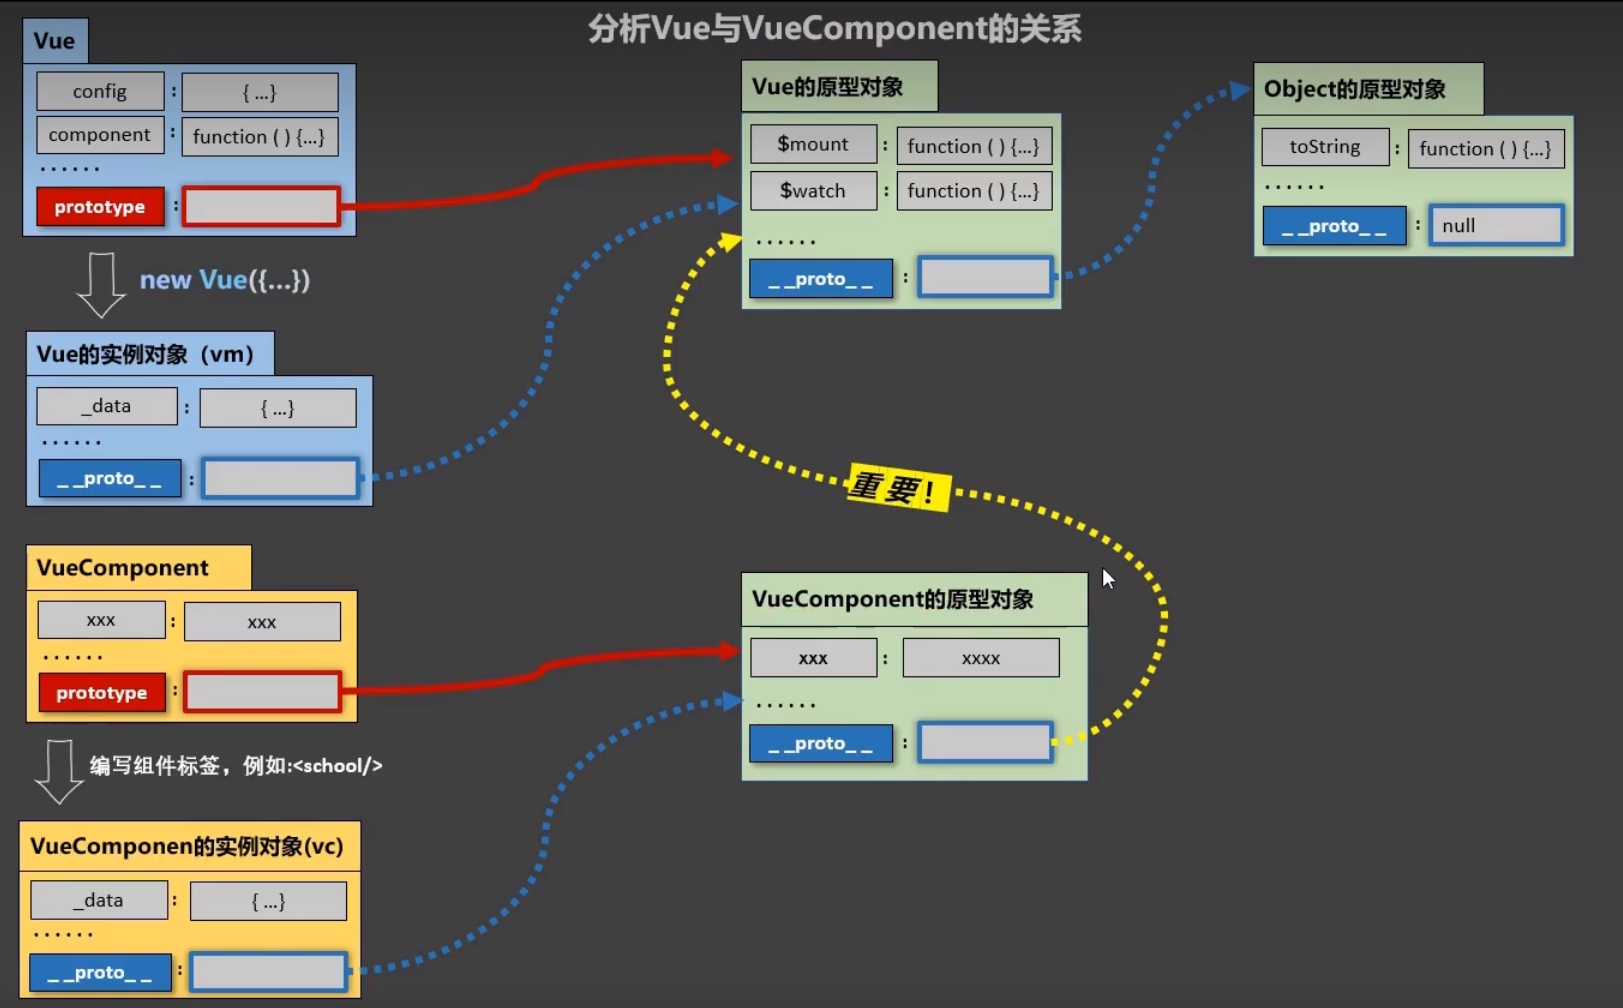 分析Vue与VueComponent的关系
Vue
config : { ...}
component : function ( ) {...}
......
prototype :
new Vue({...})
Vue的实例对象（vm）
_data : { ...}
......
_ _proto_ _ :
VueComponent
xxx : xxx
......
prototype :
编写组件标签，例如:<school/>
VueComponen的实例对象(vc)
_data : { ...}
......
_ _proto_ _ :
Vue的原型对象
$mount : function ( ) {...}
$watch : function ( ) {...}
......
_ _proto_ _ :
重要!
VueComponent的原型对象
xxx : xxxx
......
_ _proto_ _ :
Object的原型对象
toString : function ( ) {...}
......
_ _proto_ _ : null